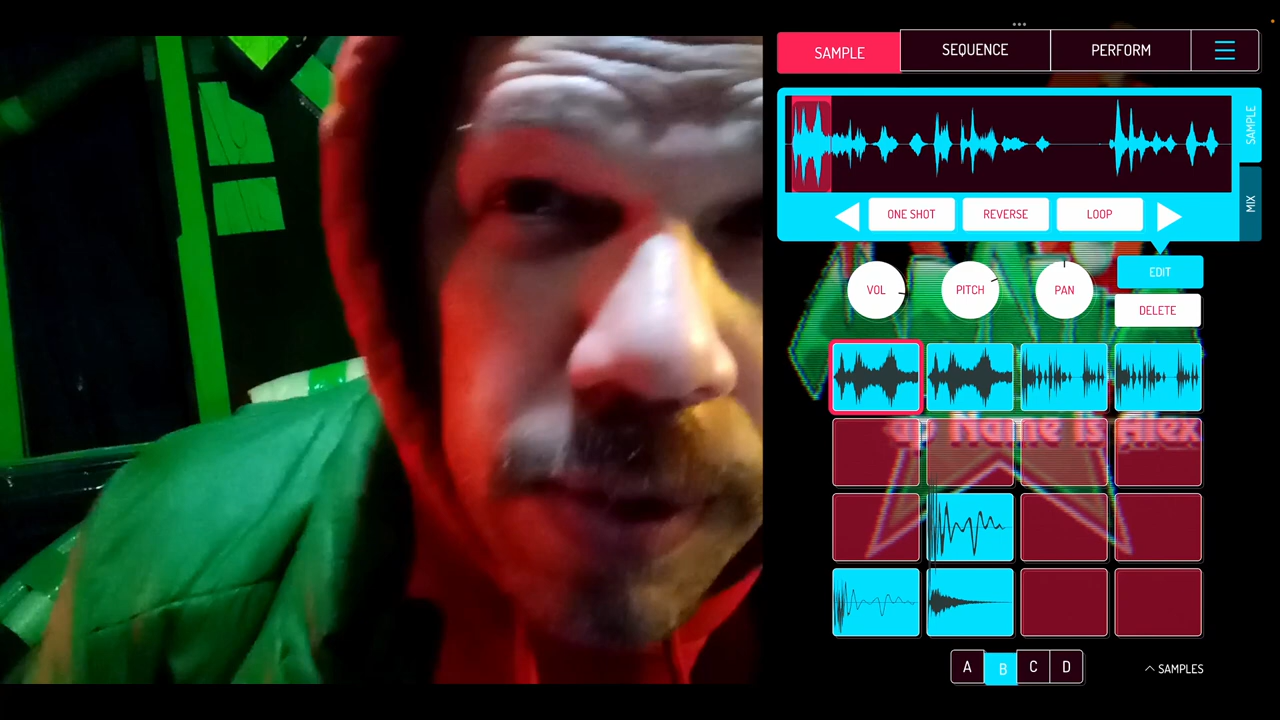 SAMPLE
SEQUENCE
PERFORM
SAMPLE
MIX
ONE SHOT
REVERSE
LOOP
VOL
PITCH
PAN
EDIT
DELETE
Name is Alex
A
B
C
D
SAMPLES